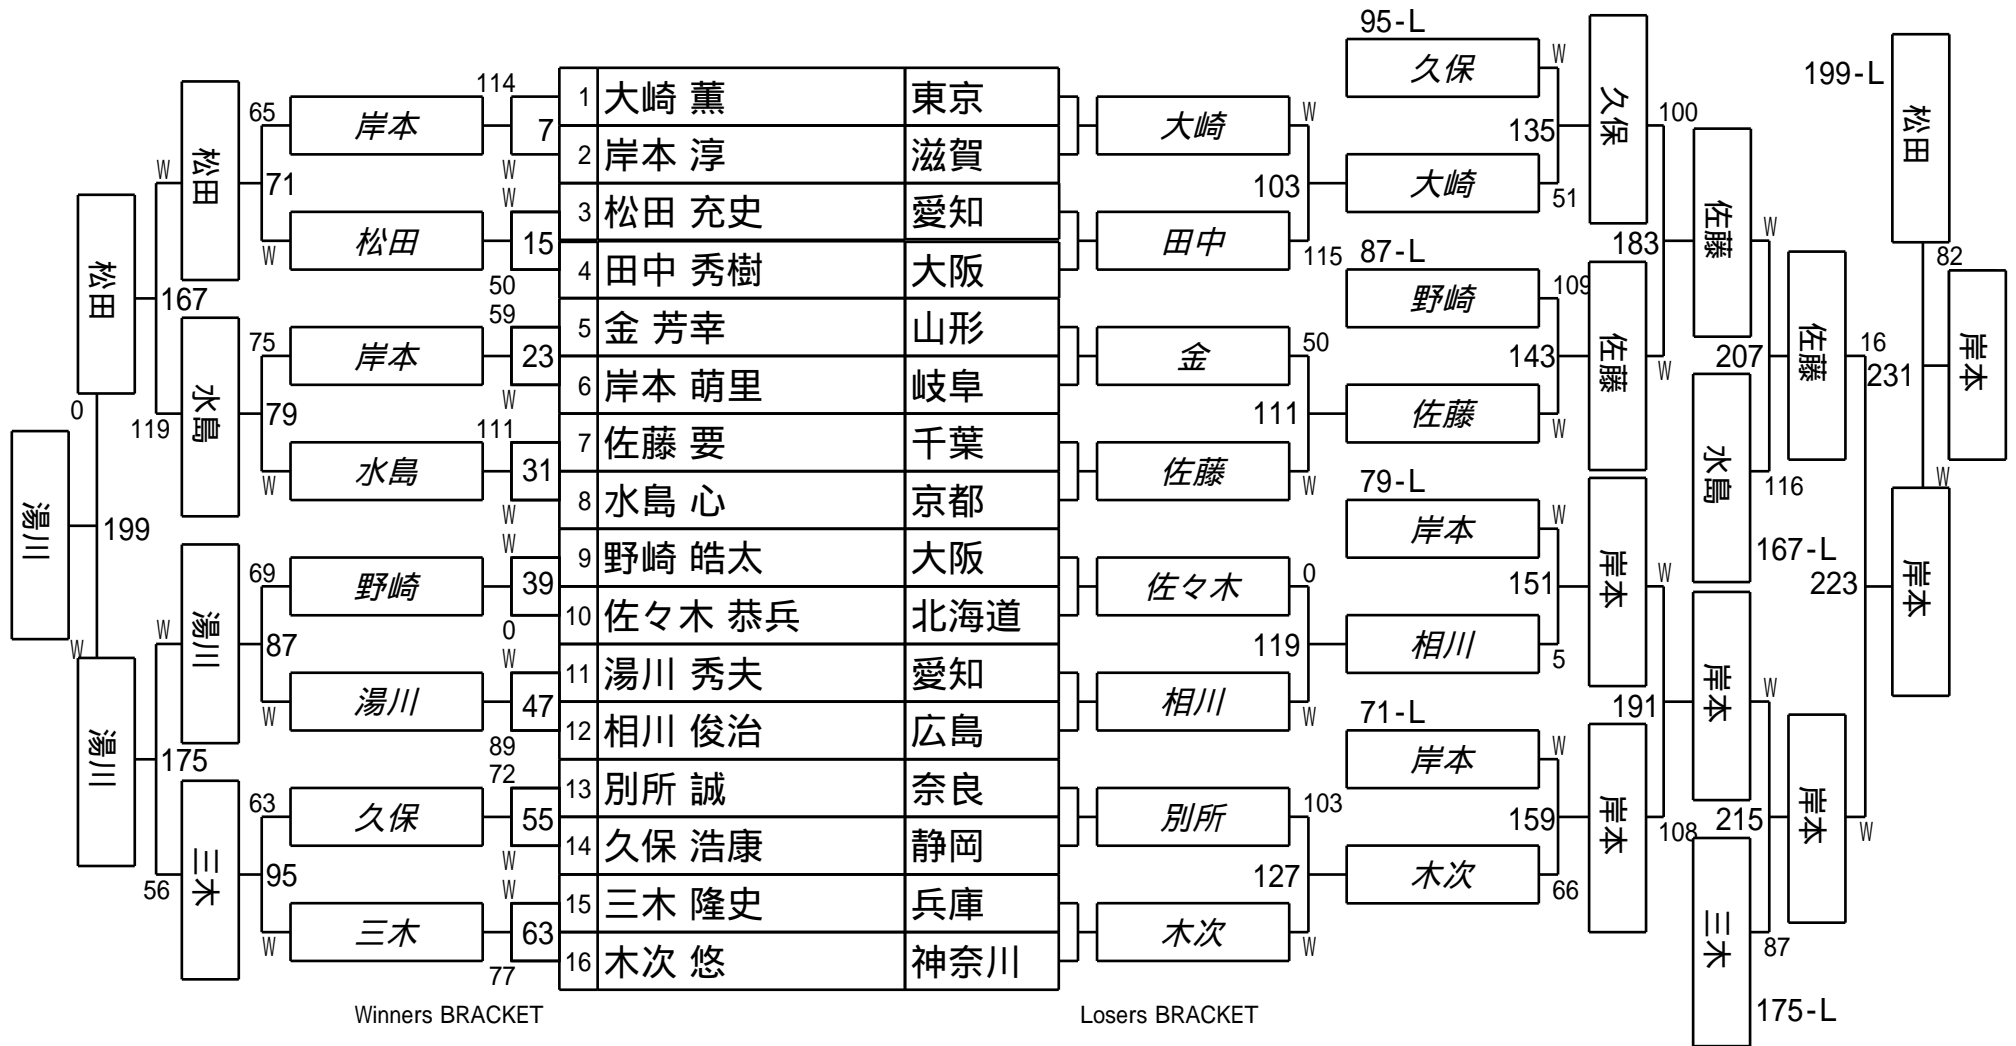 湯川
0
199
W
松田
湯川
W
167
119
W
175
56
松田
水島
湯川
三木
65
71
W
75
79
W
69
87
W
63
95
W
岸本
松田
岸本
水島
野崎
湯川
久保
三木
114
7
W
W
15
50
59
23
W
111
31
W
W
39
0
W
47
89
72
55
W
W
63
77
1 大崎 薫 東京
2 岸本 淳 滋賀
3 松田 充史 愛知
4 田中 秀樹 大阪
5 金 芳幸 山形
6 岸本 萌里 岐阜
7 佐藤 要 千葉
8 水島 心 京都
9 野崎 皓太 大阪
10 佐々木 恭兵 北海道
11 湯川 秀夫 愛知
12 相川 俊治 広島
13 別所 誠 奈良
14 久保 浩康 静岡
15 三木 隆史 兵庫
16 木次 悠 神奈川
大崎
田中
金
佐藤
佐々木
相川
別所
木次
W
103
115
50
111
W
0
119
W
103
127
W
95-L
久保
大崎
87-L
野崎
佐藤
79-L
岸本
相川
71-L
岸本
木次
W
135
51
109
143
W
W
151
5
W
159
66
久保
佐藤
岸本
岸本
100
183
W
W
191
108
佐藤
水島
167-L
岸本
三木
175-L
W
207
116
W
215
87
佐藤
岸本
16
223
W
199-L
松田
岸本
82
231
W
岸本
Winners BRACKET
Losers BRACKET